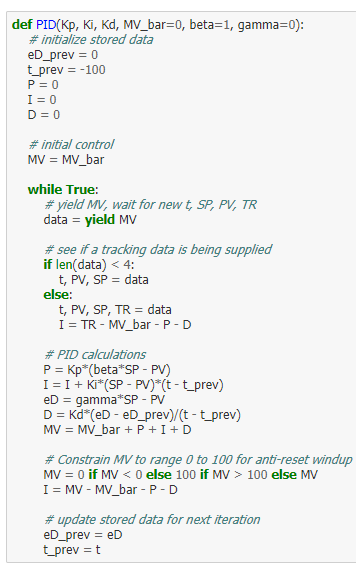 def PID(Kp, Ki, Kd, MV_bar=0, beta=1, gamma=0):
# initialize stored data
eD_prev = 0
t_prev = -100
P = 0
I = 0
D = 0
# initial control
MV = MV_bar
while True:
# yield MV, wait for new t, SP, PV, TR
data = yield MV
# see if a tracking data is being supplied
if len(data) < 4:
t, PV, SP = data
else:
t, PV, SP, TR = data
I = TR - MV_bar - P - D
# PID calculations
P = Kp*(beta*SP - PV)
I = I + Ki*(SP - PV)*(t - t_prev)
eD = gamma*SP - PV
D = Kd*(eD - eD_prev)/(t - t_prev)
MV = MV_bar + P + I + D
# Constrain MV to range 0 to 100 for anti-reset windup
MV = 0 if MV < 0 else 100 if MV > 100 else MV
I = MV - MV_bar - P - D
# update stored data for next iteration
eD_prev = eD
t_prev = t